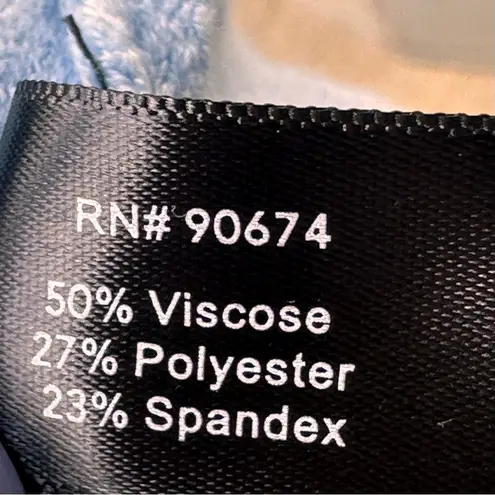 RN# 90674
50% Viscose
27% Polyester
23% Spandex